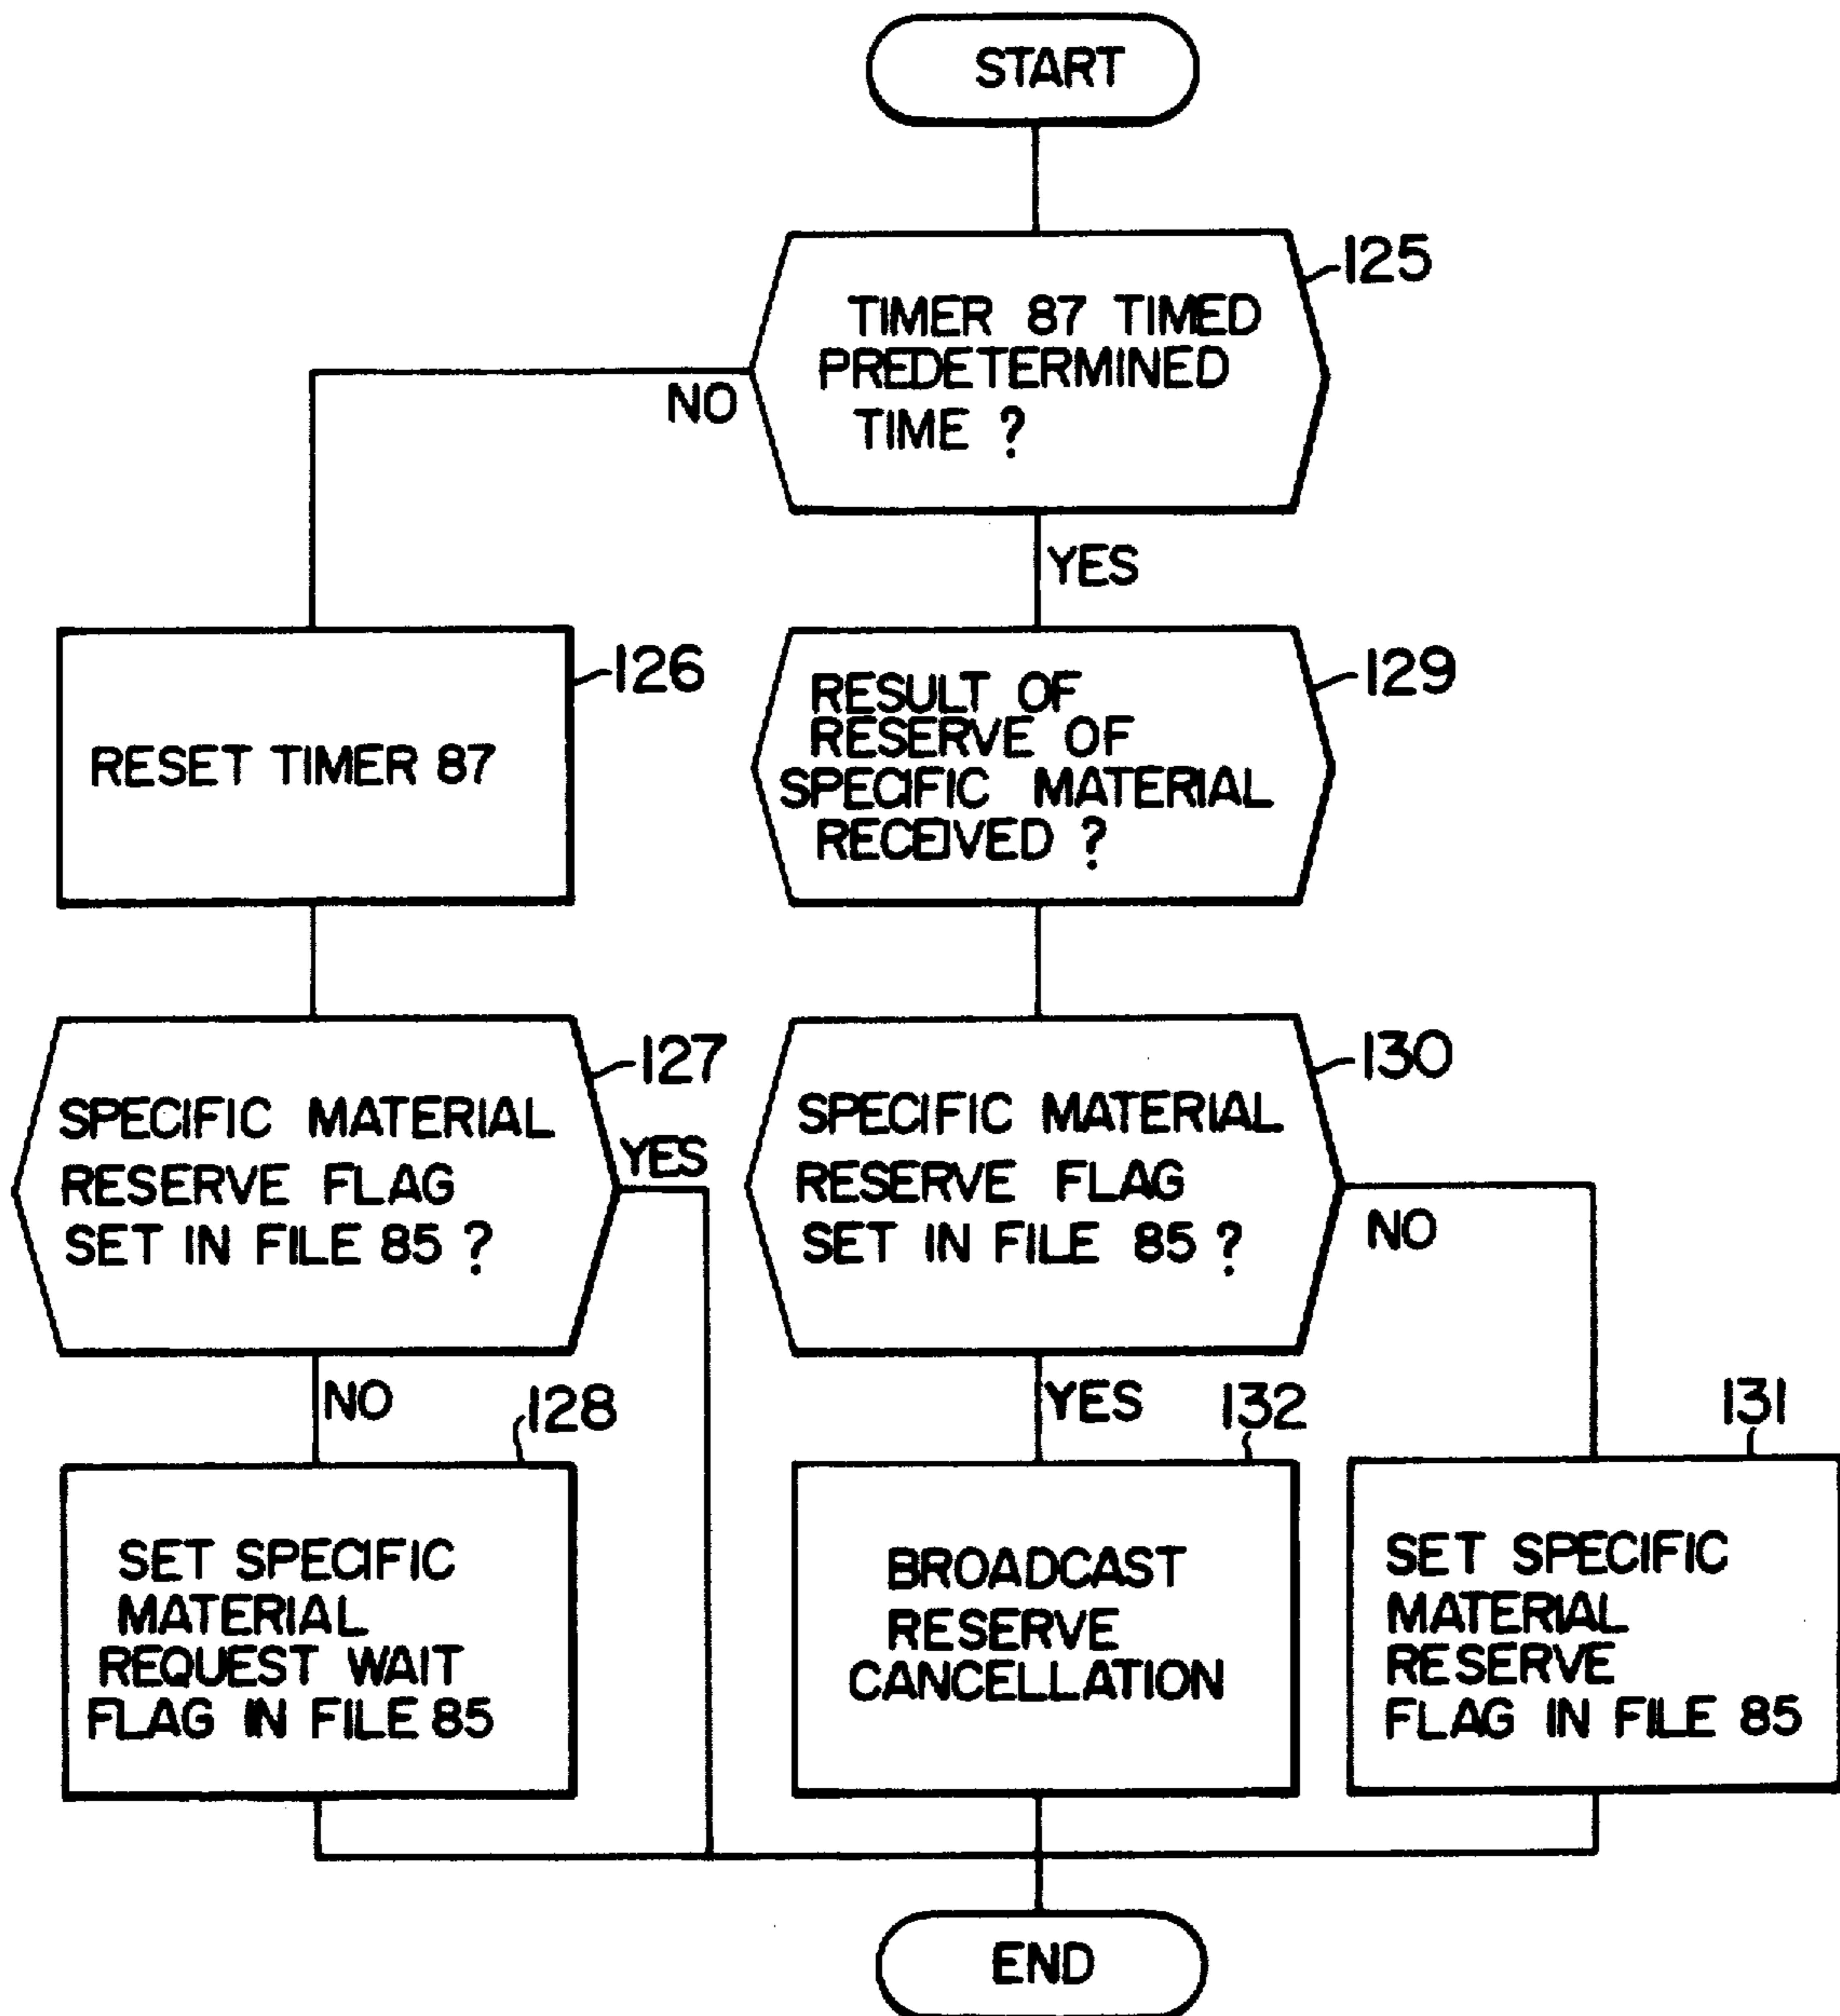 START
125
TIMER 87 TIMED
PREDETERMINED
TIME ?
NO
YES
126
RESET TIMER 87
129
RESULT OF
RESERVE OF
SPECIFIC MATERIAL
RECEIVED ?
127
SPECIFIC MATERIAL
RESERVE FLAG
SET IN FILE 85 ?
YES
NO
130
SPECIFIC MATERIAL
RESERVE FLAG
SET IN FILE 85 ?
NO
YES
128
SET SPECIFIC
MATERIAL
REQUEST WAIT
FLAG IN FILE 85
132
BROADCAST
RESERVE
CANCELLATION
131
SET SPECIFIC
MATERIAL
RESERVE
FLAG IN FILE 85
END